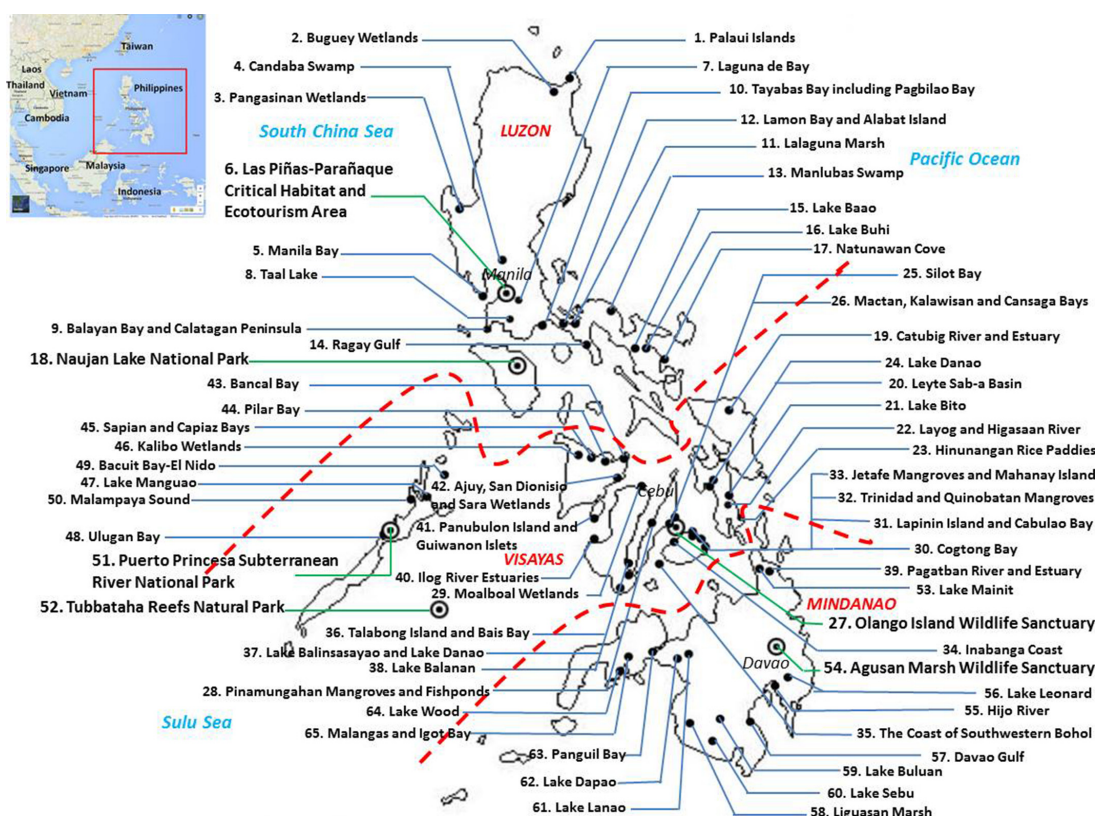 Taiwan
Laos
Thailand
Vietnam
Philippines
Philippines
Cambodia
Malaysia
Singapore
Indonesia
2. Buguey Wetlands
1. Palaui Islands
4. Candaba Swamp
7. Laguna de Bay
3. Pangasinan Wetlands
10. Tayabas Bay including Pagbilao Bay
South China Sea
LUZON
12. Lamon Bay and Alabat Island
11. Lalaguna Marsh
Pacific Ocean
6. Las Piñas-Parañaque
Critical Habitat and
Ecotourism Area
13. Manlubas Swamp
15. Lake Baao
16. Lake Buhi
5. Manila Bay
17. Natunawan Cove
8. Taal Lake
Manila
25. Silot Bay
26. Mactan, Kalawisan and Cansaga Bays
9. Balayan Bay and Calatagan Peninsula
19. Catubig River and Estuary
14. Ragay Gulf
18. Naujan Lake National Park
24. Lake Danao
43. Bancal Bay
20. Leyte Sab-a Basin
44. Pilar Bay
21. Lake Bito
45. Sapian and Capiaz Bays
22. Layog and Higasaan River
46. Kalibo Wetlands
23. Hinunangan Rice Paddies
49. Bacuit Bay-El Nido
33. Jetafe Mangroves and Mahanay Island
47. Lake Manguao
42. Ajuy, San Dionisio
and Sara Wetlands
Cebu
50. Malampaya Sound
32. Trinidad and Quinobatan Mangroves
41. Panubulon Island and
Guiwanon Islets
31. Lapinin Island and Cabulao Bay
48. Ulugan Bay
30. Cogtong Bay
51. Puerto Princesa Subterranean
River National Park
VISAYAS
40. Ilog River Estuaries
39. Pagatban River and Estuary
29. Moalboal Wetlands
53. Lake Mainit
52. Tubbataha Reefs Natural Park
MINDANAO
27. Olango Island Wildlife Sanctuary
36. Talabong Island and Bais Bay
34. Inabanga Coast
37. Lake Balinsasayao and Lake Danao
38. Lake Balanan
Davao
54. Agusan Marsh Wildlife Sanctuary
28. Pinamungahan Mangroves and Fishponds
56. Lake Leonard
64. Lake Wood
55. Hijo River
Sulu Sea
65. Malangas and Igot Bay
35. The Coast of Southwestern Bohol
63. Panguil Bay
57. Davao Gulf
62. Lake Dapao
59. Lake Buluan
60. Lake Sebu
61. Lake Lanao
58. Liguasan Marsh